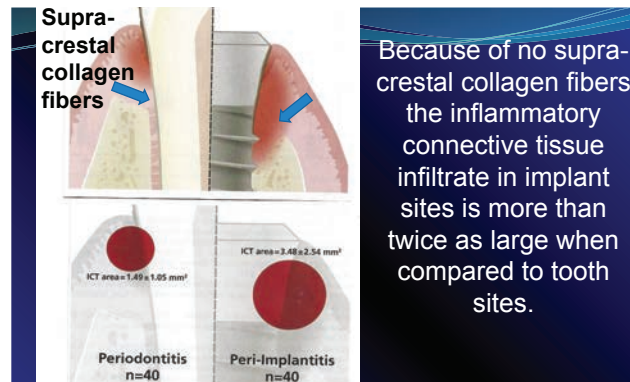 Supra-
crestal
collagen
fibers
ICT area=1.49±1.05 mm²
ICT area=3.48±2.54 mm²
Periodontitis
n=40
Peri-Implantitis
n=40
Because of no supra-
crestal collagen fibers
the inflammatory
connective tissue
infiltrate in implant
sites is more than
twice as large when
compared to tooth
sites.